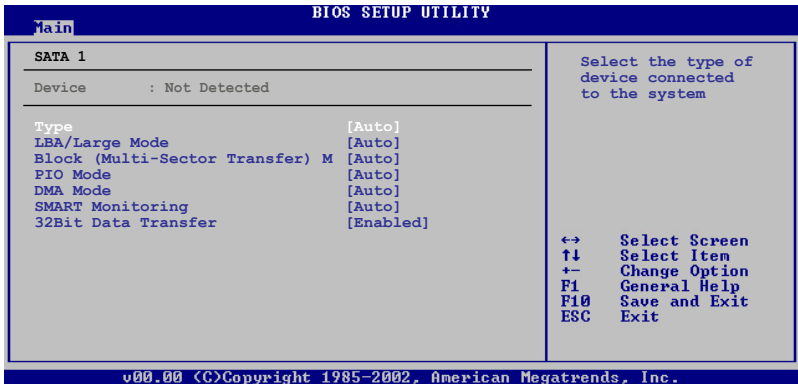 BIOS SETUP UTILITY
Main
SATA 1
Device : Not Detected
Type [Auto]
LBA/Large Mode [Auto]
Block (Multi-Sector Transfer) M [Auto]
PIO Mode [Auto]
DMA Mode [Auto]
SMART Monitoring [Auto]
32Bit Data Transfer [Enabled]
Select the type of
device connected
to the system
←→ Select Screen
↑↓ Select Item
+- Change Option
F1 General Help
F10 Save and Exit
ESC Exit
v00.00 (C)Copyright 1985-2002, American Megatrends, Inc.